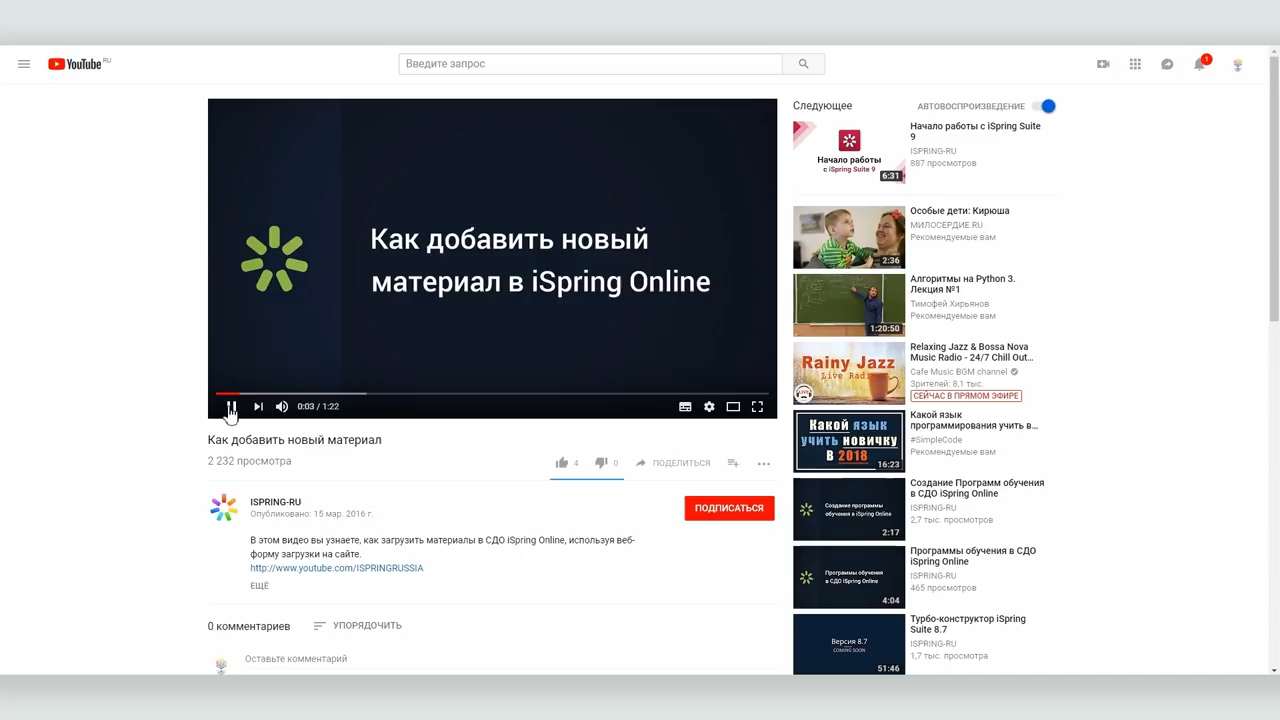 YouTube RU
Введите запрос
1
Как добавить новый
материал в iSpring Online
0:03 / 1:22
Как добавить новый материал
2 232 просмотра
4
0
ПОДЕЛИТЬСЯ
ISPRING-RU
Опубликовано: 15 мар. 2016 г.
ПОДПИСАТЬСЯ
В этом видео вы узнаете, как загрузить материалы в СДО iSpring Online, используя веб-
форму загрузки на сайте.
http://www.youtube.com/ISPRINGRUSSIA
ЕЩЁ
0 комментариев
УПОРЯДОЧИТЬ
Оставьте комментарий
Следующее
АВТОВОСПРОИЗВЕДЕНИЕ
Начало работы
с iSpring Suite 9
6:31
Начало работы с iSpring Suite
9
ISPRING-RU
887 просмотров
2:36
Особые дети: Кирюша
МИЛОСЕРДИЕ.RU
Рекомендуемые вам
1:20:50
Алгоритмы на Python 3.
Лекция №1
Тимофей Хирьянов
Рекомендуемые вам
Rainy Jazz
Live Radio
Relaxing Jazz & Bossa Nova
Music Radio - 24/7 Chill Out...
Cafe Music BGM channel
Зрителей: 8,1 тыс.
СЕЙЧАС В ПРЯМОМ ЭФИРЕ
Какой язык
учить новичку
в 2018
16:23
Какой язык
программирования учить в...
#SimpleCode
Рекомендуемые вам
Создание программы
обучения в iSpring Online
2:17
Создание Программ обучения
в СДО iSpring Online
ISPRING-RU
2,7 тыс. просмотров
Программы обучения
в СДО iSpring Online
4:04
Программы обучения в СДО
iSpring Online
ISPRING-RU
465 просмотров
Версия 8.7
COMING SOON
51:46
Турбо-конструктор iSpring
Suite 8.7
ISPRING-RU
1,7 тыс. просмотра